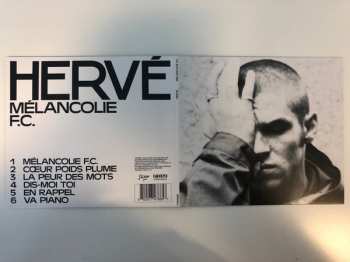 HERVÉ
MÉLANCOLIE
F.C.
1 MÉLANCOLIE F.C.
2 CŒUR POIDS PLUME
3 LA PEUR DES MOTS
4 DIS-MOI TOI
5 EN RAPPEL
6 VA PIANO